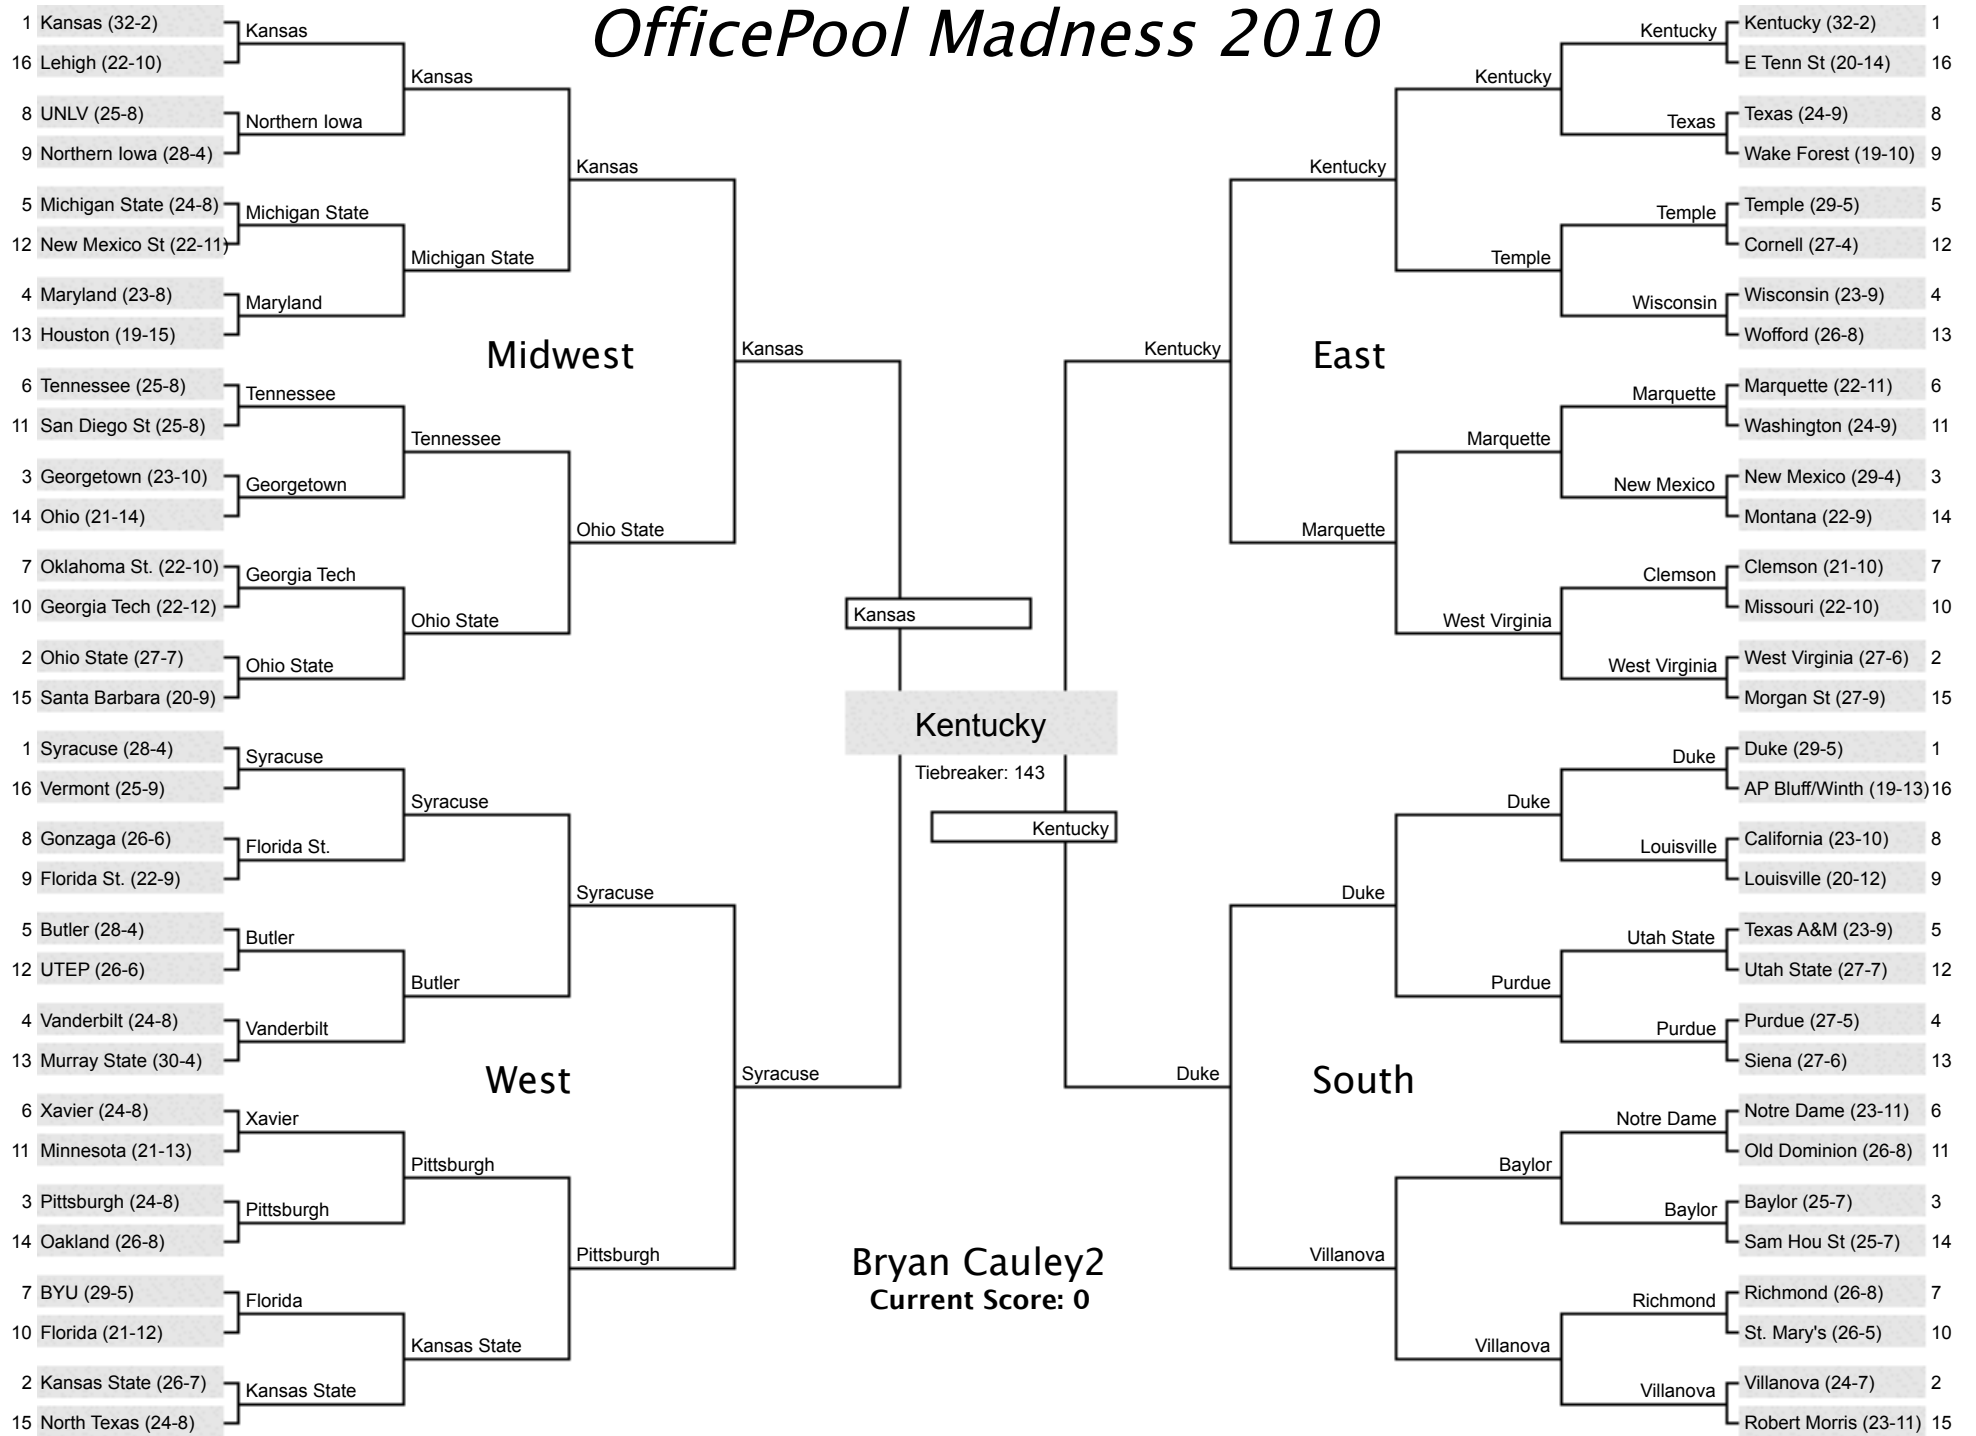 OfficePool Madness 2010
1 Kansas (32-2)
16 Lehigh (22-10)
8 UNLV (25-8)
9 Northern Iowa (28-4)
5 Michigan State (24-8)
12 New Mexico St (22-11)
4 Maryland (23-8)
13 Houston (19-15)
6 Tennessee (25-8)
11 San Diego St (25-8)
3 Georgetown (23-10)
14 Ohio (21-14)
7 Oklahoma St. (22-10)
10 Georgia Tech (22-12)
2 Ohio State (27-7)
15 Santa Barbara (20-9)
Kansas
Northern Iowa
Michigan State
Maryland
Tennessee
Georgetown
Georgia Tech
Ohio State
Kansas
Michigan State
Tennessee
Ohio State
Kansas
Ohio State
Midwest
Kansas
1 Syracuse (28-4)
16 Vermont (25-9)
8 Gonzaga (26-6)
9 Florida St. (22-9)
5 Butler (28-4)
12 UTEP (26-6)
4 Vanderbilt (24-8)
13 Murray State (30-4)
6 Xavier (24-8)
11 Minnesota (21-13)
3 Pittsburgh (24-8)
14 Oakland (26-8)
7 BYU (29-5)
10 Florida (21-12)
2 Kansas State (26-7)
15 North Texas (24-8)
Syracuse
Florida St.
Butler
Vanderbilt
Xavier
Pittsburgh
Florida
Kansas State
Syracuse
Butler
Pittsburgh
Kansas State
Syracuse
Pittsburgh
West
Syracuse
Kansas
Kentucky
Tiebreaker: 143
Kentucky
Bryan Cauley2
Current Score: 0
Kentucky (32-2) 1
E Tenn St (20-14) 16
Texas (24-9) 8
Wake Forest (19-10) 9
Temple (29-5) 5
Cornell (27-4) 12
Wisconsin (23-9) 4
Wofford (26-8) 13
Marquette (22-11) 6
Washington (24-9) 11
New Mexico (29-4) 3
Montana (22-9) 14
Clemson (21-10) 7
Missouri (22-10) 10
West Virginia (27-6) 2
Morgan St (27-9) 15
Kentucky
Texas
Temple
Wisconsin
Marquette
New Mexico
Clemson
West Virginia
Kentucky
Temple
Marquette
West Virginia
Kentucky
Marquette
East
Kentucky
Duke (29-5) 1
AP Bluff/Winth (19-13) 16
California (23-10) 8
Louisville (20-12) 9
Texas A&M (23-9) 5
Utah State (27-7) 12
Purdue (27-5) 4
Siena (27-6) 13
Notre Dame (23-11) 6
Old Dominion (26-8) 11
Baylor (25-7) 3
Sam Hou St (25-7) 14
Richmond (26-8) 7
St. Mary's (26-5) 10
Villanova (24-7) 2
Robert Morris (23-11) 15
Duke
Louisville
Utah State
Purdue
Notre Dame
Baylor
Richmond
Villanova
Duke
Purdue
Baylor
Villanova
Duke
Villanova
South
Duke